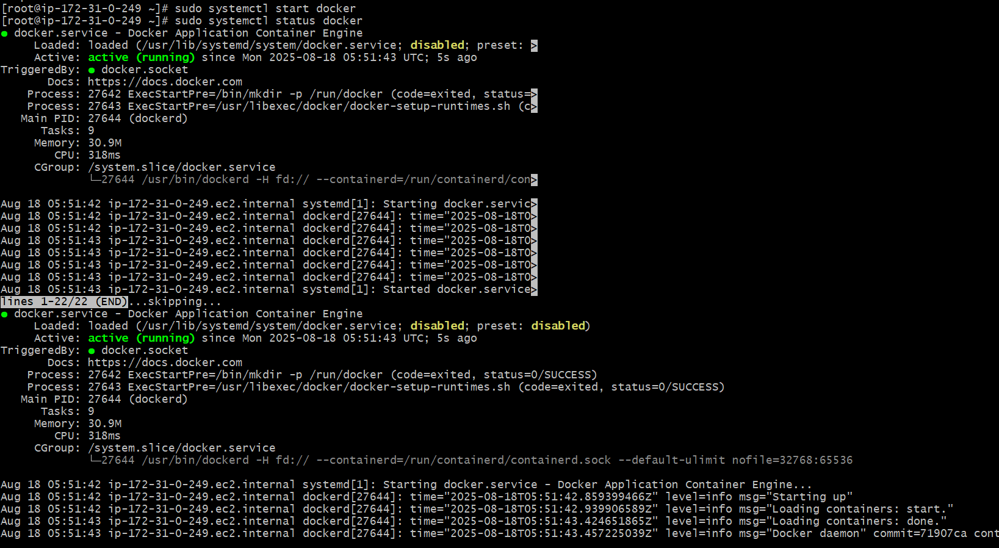 [root@ip-172-31-0-249 ~]# sudo systemctl start docker
[root@ip-172-31-0-249 ~]# sudo systemctl status docker
● docker.service - Docker Application Container Engine
     Loaded: loaded (/usr/lib/systemd/system/docker.service; disabled; preset: >
     Active: active (running) since Mon 2025-08-18 05:51:43 UTC; 5s ago
TriggeredBy: ● docker.socket
       Docs: https://docs.docker.com
    Process: 27642 ExecStartPre=/bin/mkdir -p /run/docker (code=exited, status=>
    Process: 27643 ExecStartPre=/usr/libexec/docker/docker-setup-runtimes.sh (c>
   Main PID: 27644 (dockerd)
      Tasks: 9
     Memory: 30.9M
        CPU: 318ms
     CGroup: /system.slice/docker.service
             └─27644 /usr/bin/dockerd -H fd:// --containerd=/run/containerd/con>

Aug 18 05:51:42 ip-172-31-0-249.ec2.internal systemd[1]: Starting docker.servic>
Aug 18 05:51:42 ip-172-31-0-249.ec2.internal dockerd[27644]: time="2025-08-18T0>
Aug 18 05:51:42 ip-172-31-0-249.ec2.internal dockerd[27644]: time="2025-08-18T0>
Aug 18 05:51:43 ip-172-31-0-249.ec2.internal dockerd[27644]: time="2025-08-18T0>
Aug 18 05:51:43 ip-172-31-0-249.ec2.internal dockerd[27644]: time="2025-08-18T0>
Aug 18 05:51:43 ip-172-31-0-249.ec2.internal dockerd[27644]: time="2025-08-18T0>
Aug 18 05:51:43 ip-172-31-0-249.ec2.internal dockerd[27644]: time="2025-08-18T0>
Aug 18 05:51:43 ip-172-31-0-249.ec2.internal systemd[1]: Started docker.service>
lines 1-22/22 (END)...skipping...
● docker.service - Docker Application Container Engine
     Loaded: loaded (/usr/lib/systemd/system/docker.service; disabled; preset: disabled)
     Active: active (running) since Mon 2025-08-18 05:51:43 UTC; 5s ago
TriggeredBy: ● docker.socket
       Docs: https://docs.docker.com
    Process: 27642 ExecStartPre=/bin/mkdir -p /run/docker (code=exited, status=0/SUCCESS)
    Process: 27643 ExecStartPre=/usr/libexec/docker/docker-setup-runtimes.sh (code=exited, status=0/SUCCESS)
   Main PID: 27644 (dockerd)
      Tasks: 9
     Memory: 30.9M
        CPU: 318ms
     CGroup: /system.slice/docker.service
             └─27644 /usr/bin/dockerd -H fd:// --containerd=/run/containerd/containerd.sock --default-ulimit nofile=32768:65536

Aug 18 05:51:42 ip-172-31-0-249.ec2.internal systemd[1]: Starting docker.service - Docker Application Container Engine...
Aug 18 05:51:42 ip-172-31-0-249.ec2.internal dockerd[27644]: time="2025-08-18T05:51:42.859399466Z" level=info msg="Starting up"
Aug 18 05:51:42 ip-172-31-0-249.ec2.internal dockerd[27644]: time="2025-08-18T05:51:42.939906589Z" level=info msg="Loading containers: start."
Aug 18 05:51:43 ip-172-31-0-249.ec2.internal dockerd[27644]: time="2025-08-18T05:51:43.424651865Z" level=info msg="Loading containers: done."
Aug 18 05:51:43 ip-172-31-0-249.ec2.internal dockerd[27644]: time="2025-08-18T05:51:43.457225039Z" level=info msg="Docker daemon" commit=71907ca cont